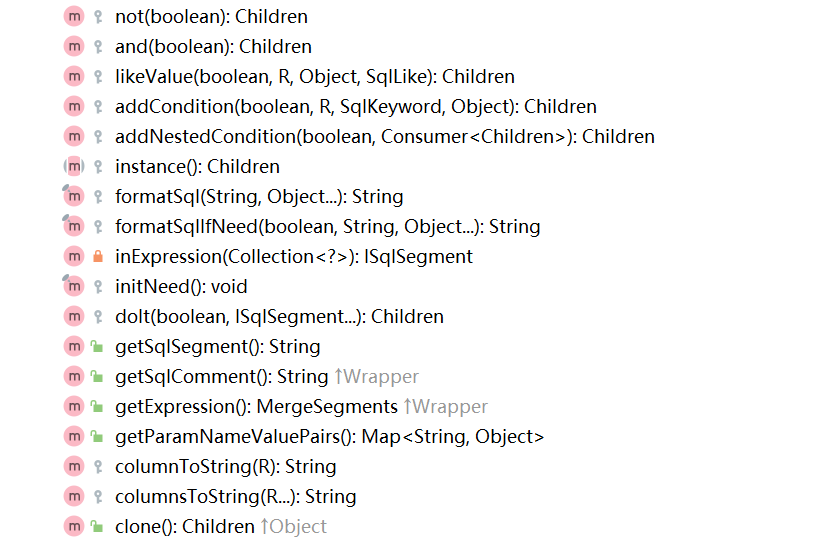 not(boolean): Children
and(boolean): Children
likeValue(boolean, R, Object, SqlLike): Children
addCondition(boolean, R, SqlKeyword, Object): Children
addNestedCondition(boolean, Consumer<Children>): Children
instance(): Children
formatSql(String, Object...): String
formatSqlIfNeed(boolean, String, Object...): String
inExpression(Collection<?>): ISqlSegment
initNeed(): void
doIt(boolean, ISqlSegment...): Children
getSqlSegment(): String
getSqlComment(): String ↑Wrapper
getExpression(): MergeSegments ↑Wrapper
getParamNameValuePairs(): Map<String, Object>
columnToString(R): String
columnsToString(R...): String
clone(): Children ↑Object